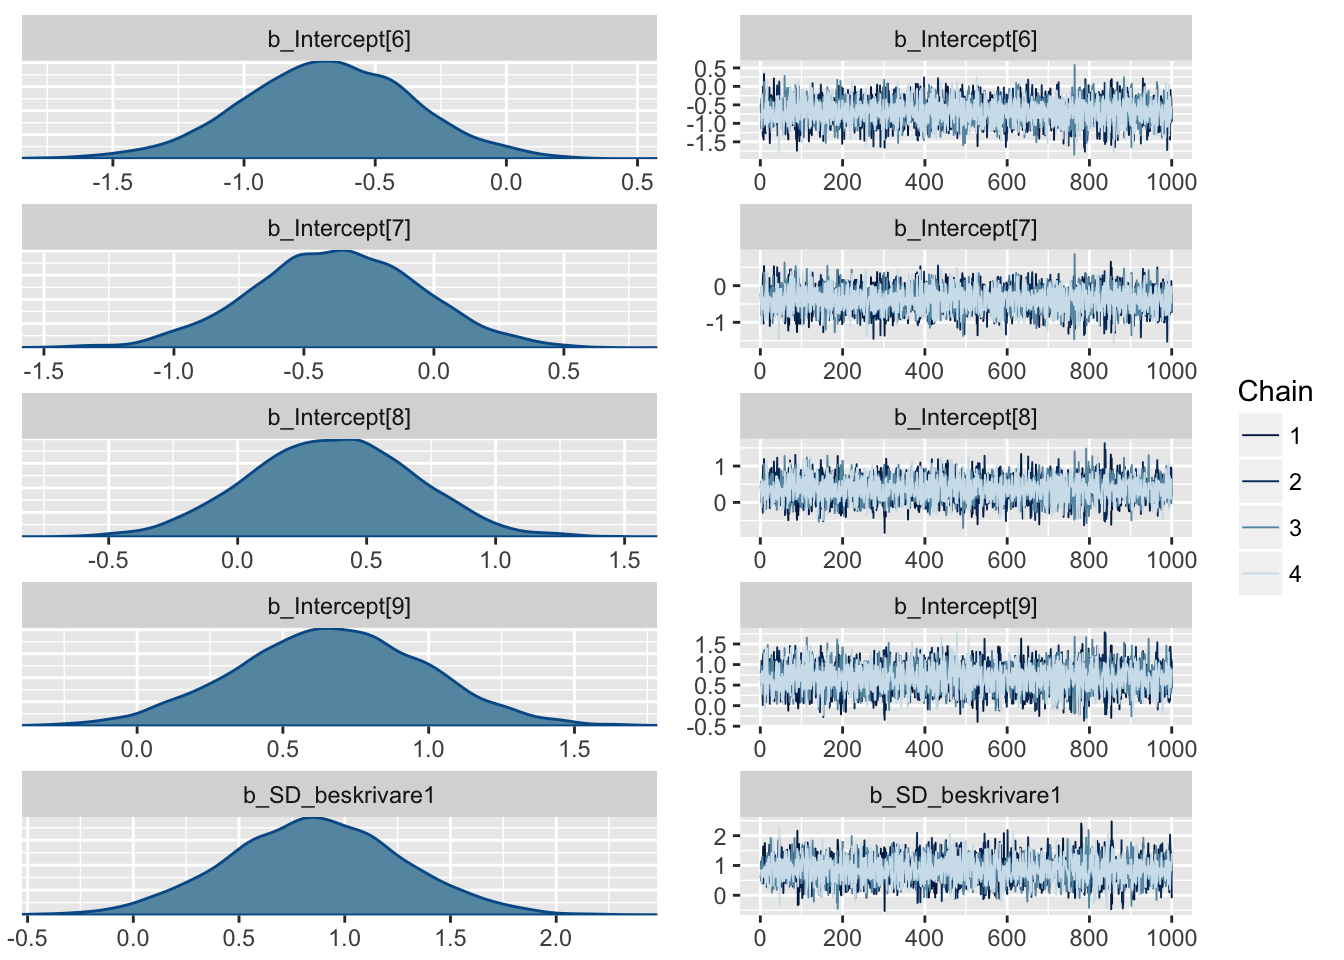 b_Intercept[6]
-1.5 -1.0 -0.5 0.0 0.5
b_Intercept[6]
0.5
0.0
-0.5
-1.0
-1.5
0 200 400 600 800 1000
b_Intercept[7]
-1.5 -1.0 -0.5 0.0 0.5
b_Intercept[7]
0
-1
0 200 400 600 800 1000
b_Intercept[8]
-0.5 0.0 0.5 1.0 1.5
b_Intercept[8]
1
0
0 200 400 600 800 1000
b_Intercept[9]
0.0 0.5 1.0 1.5
b_Intercept[9]
1.5
1.0
0.5
0.0
-0.5
0 200 400 600 800 1000
b_SD_beskrivare1
-0.5 0.0 0.5 1.0 1.5 2.0
b_SD_beskrivare1
2
1
0
0 200 400 600 800 1000
Chain
1
2
3
4